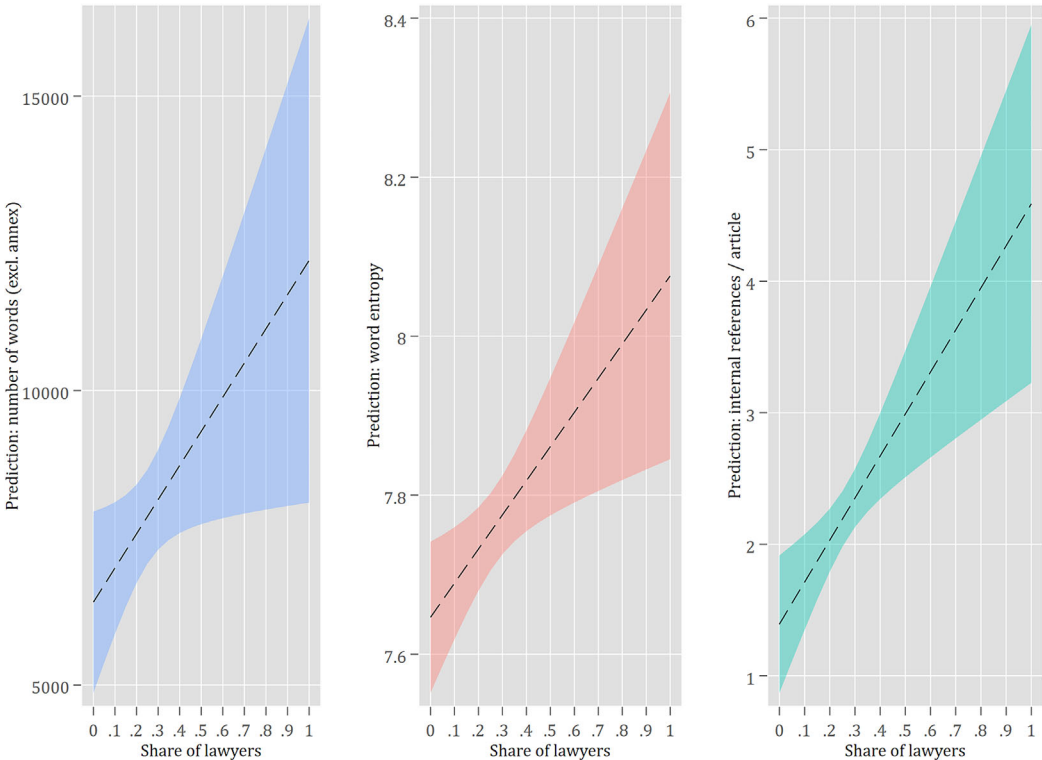 Prediction: number of words (excl. annex)
15000
10000
5000
0 .1 .2 .3 .4 .5 .6 .7 .8 .9 1
Share of lawyers
Prediction: word entropy
8.4
8.2
8
7.8
7.6
0 .1 .2 .3 .4 .5 .6 .7 .8 .9 1
Share of lawyers
Prediction: internal references / article
6
5
4
3
2
1
0 .1 .2 .3 .4 .5 .6 .7 .8 .9 1
Share of lawyers